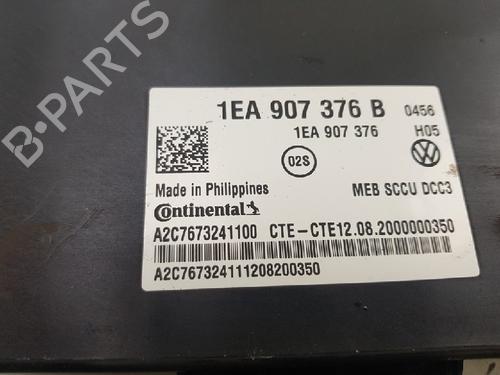 1EA 907 376 B 0456
1EA 907 376 H05
02S
Made in Philippines MEB SCCU DCC3
Continental
A2C7673241100 CTE-CTE12.08.2000000350
A2C767324111208200350
B-PARTS